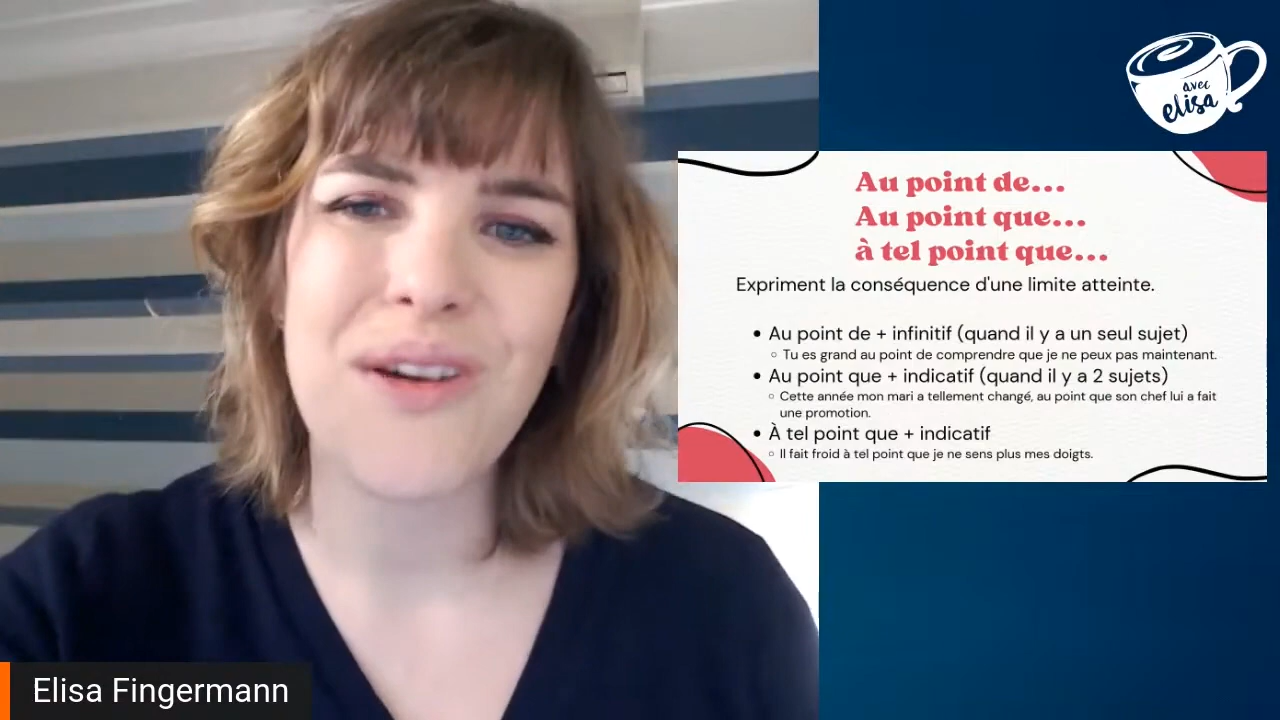 avec
elisa
Au point de...
Au point que...
à tel point que...
Expriment la conséquence d'une limite atteinte.
• Au point de + infinitif (quand il y a un seul sujet)
○ Tu es grand au point de comprendre que je ne peux pas maintenant.
• Au point que + indicatif (quand il y a 2 sujets)
○ Cette année mon mari a tellement changé, au point que son chef lui a fait
une promotion.
• À tel point que + indicatif
○ Il fait froid à tel point que je ne sens plus mes doigts.
Elisa Fingermann